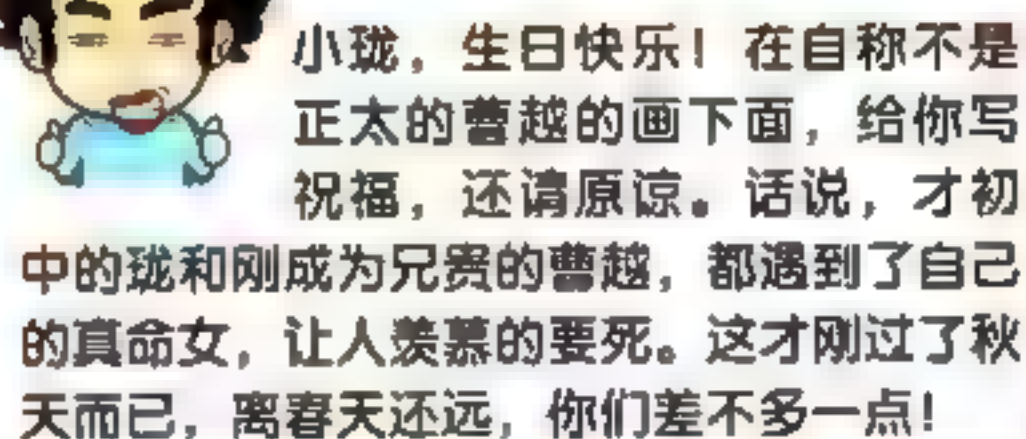 小珑，生日快乐！在自称不是
正太的曹越的画下面，给你写
祝福，还请原谅。话说，才初
中的珑和刚成为兄贵的曹越，都遇到了自己
的真命女，让人羡慕的要死。这才刚过了秋
天而已，离春天还远，你们差不多一点！